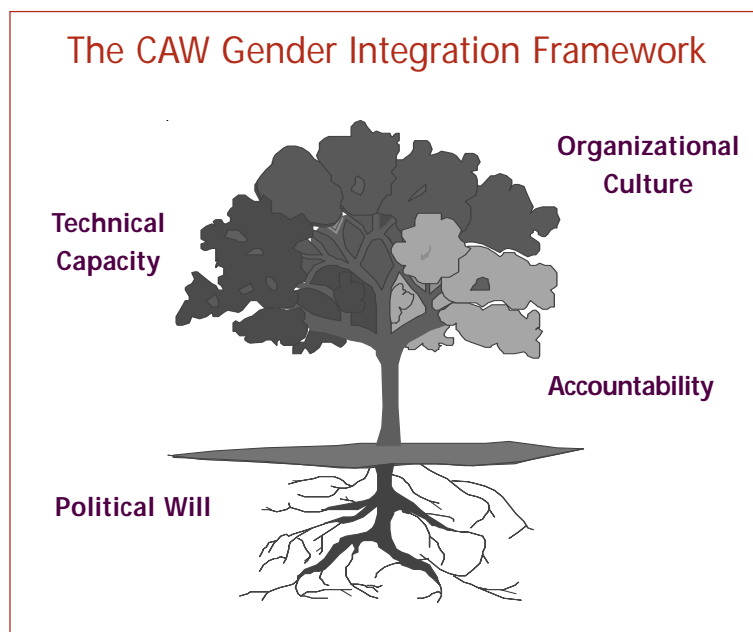 The CAW Gender Integration Framework
Organizational
Culture
Technical
Capacity
Accountability
Political Will